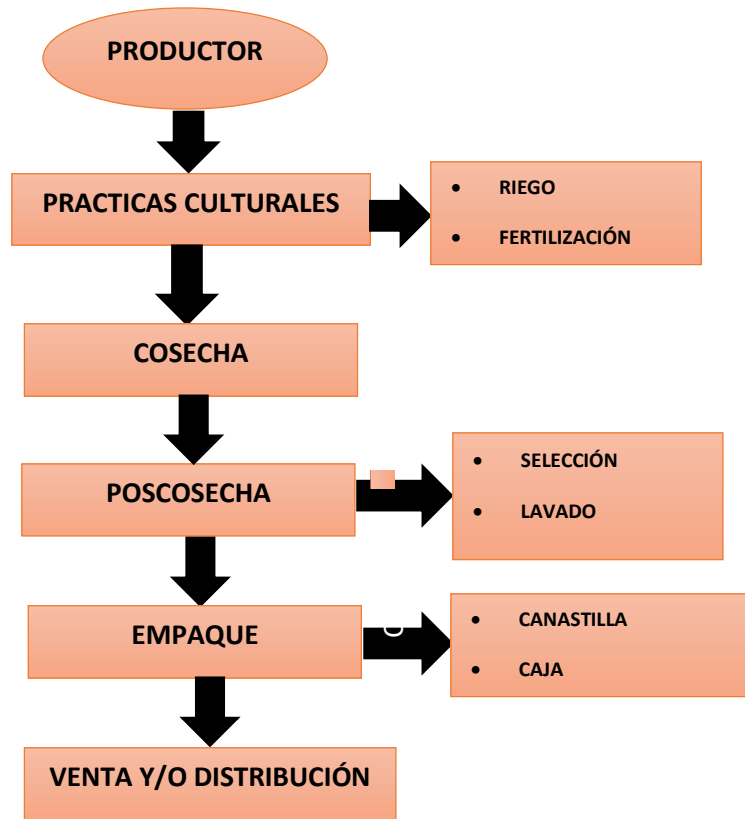 PRODUCTOR
PRACTICAS CULTURALES
• RIEGO
• FERTILIZACIÓN
COSECHA
POSCOSECHA
• SELECCIÓN
• LAVADO
EMPAQUE
• CANASTILLA
• CAJA
VENTA Y/O DISTRIBUCIÓN